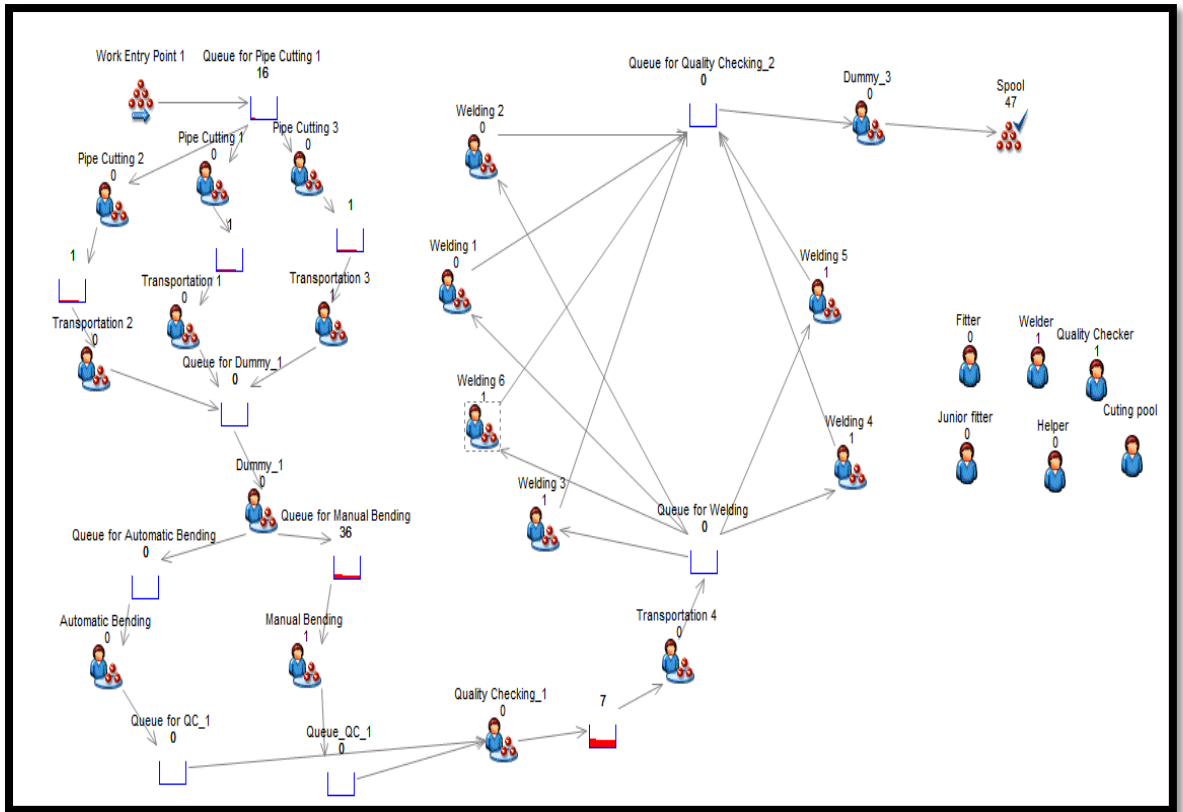 Work Entry Point 1
Queue for Pipe Cutting 1
16
Pipe Cutting 3
0
Pipe Cutting 1
0
Pipe Cutting 2
0
1
1
1
Transportation 1
0
Transportation 3
1
Transportation 2
0
Queue for Dummy_1
0
Dummy_1
0
Queue for Manual Bending
36
Queue for Automatic Bending
0
Automatic Bending
0
Manual Bending
1
Queue for QC_1
0
Queue_QC_1
0
Quality Checking_1
0
7
Transportation 4
0
Queue for Welding
0
Welding 3
1
Welding 4
1
Welding 6
1
Welding 5
1
Welding 1
0
Welding 2
0
Queue for Quality Checking_2
0
Dummy_3
0
Spool
47
Fitter
0
Welder
1
Quality Checker
1
Junior fitter
0
Helper
0
Cuting pool